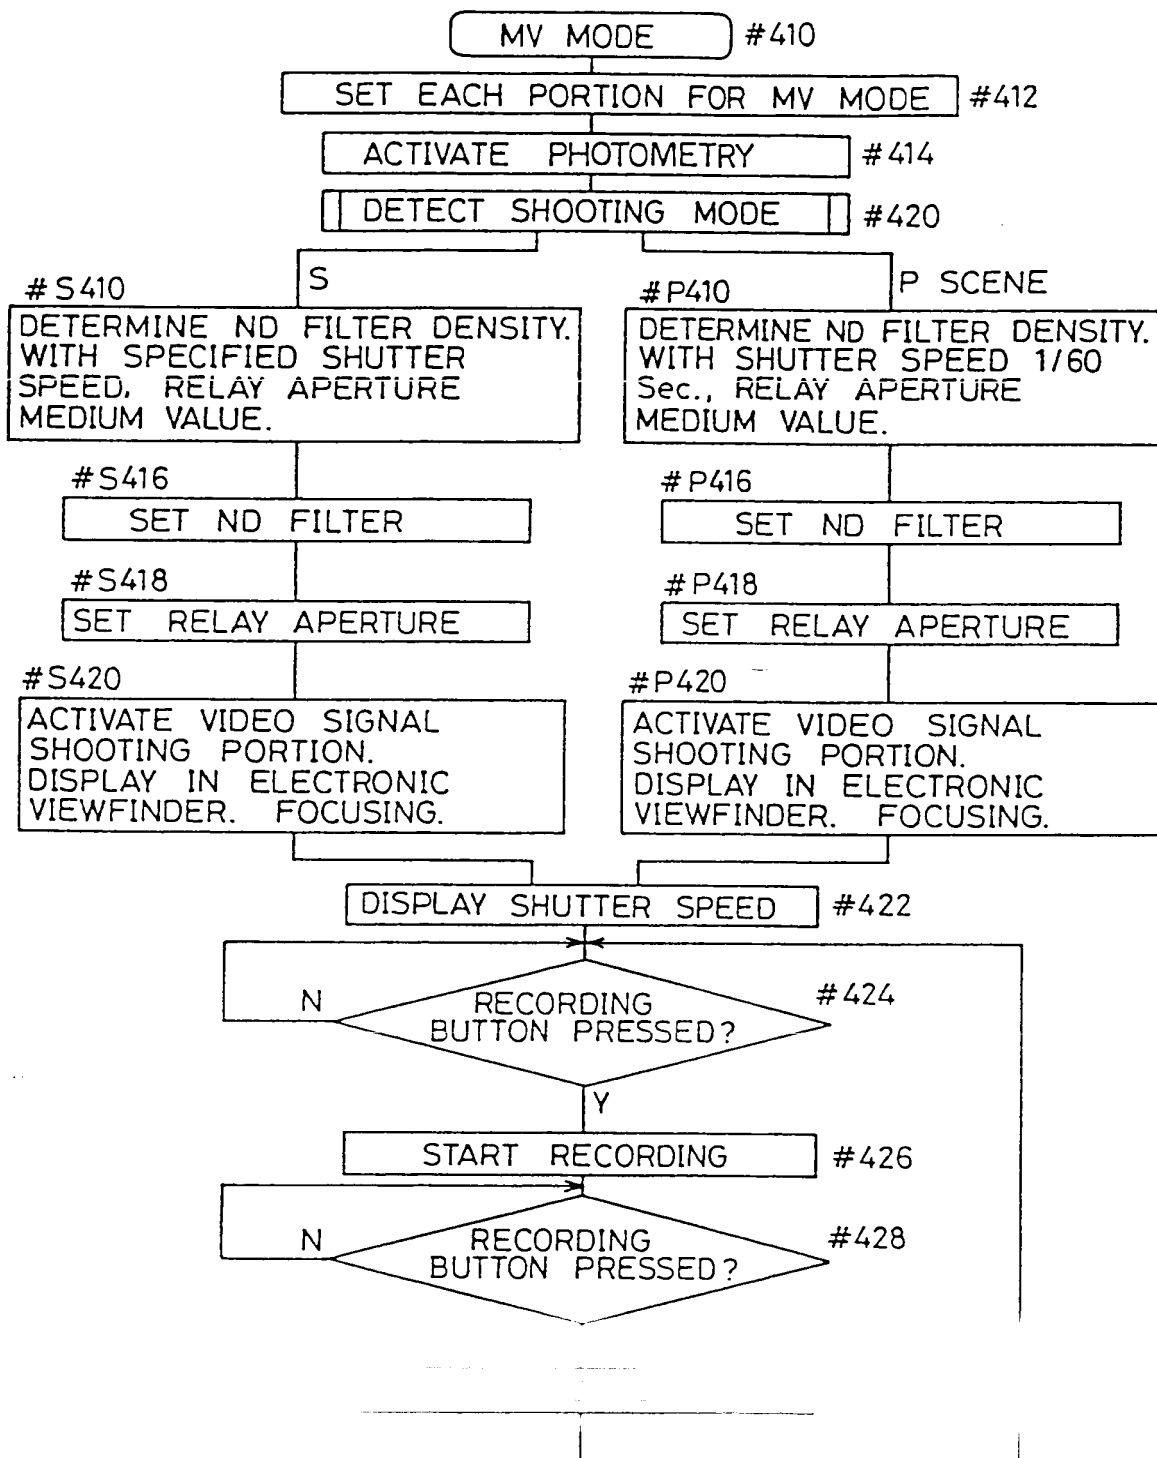 MV MODE #410
SET EACH PORTION FOR MV MODE #412
ACTIVATE PHOTOMETRY #414
DETECT SHOOTING MODE #420
S
P SCENE
#S410
DETERMINE ND FILTER DENSITY.
WITH SPECIFIED SHUTTER
SPEED, RELAY APERTURE
MEDIUM VALUE.
#P410
DETERMINE ND FILTER DENSITY.
WITH SHUTTER SPEED 1/60
Sec., RELAY APERTURE
MEDIUM VALUE.
#S416
SET ND FILTER
#P416
SET ND FILTER
#S418
SET RELAY APERTURE
#P418
SET RELAY APERTURE
#S420
ACTIVATE VIDEO SIGNAL
SHOOTING PORTION.
DISPLAY IN ELECTRONIC
VIEWFINDER. FOCUSING.
#P420
ACTIVATE VIDEO SIGNAL
SHOOTING PORTION.
DISPLAY IN ELECTRONIC
VIEWFINDER. FOCUSING.
DISPLAY SHUTTER SPEED #422
N
RECORDING
BUTTON PRESSED?
#424
Y
START RECORDING #426
N
RECORDING
BUTTON PRESSED?
#428